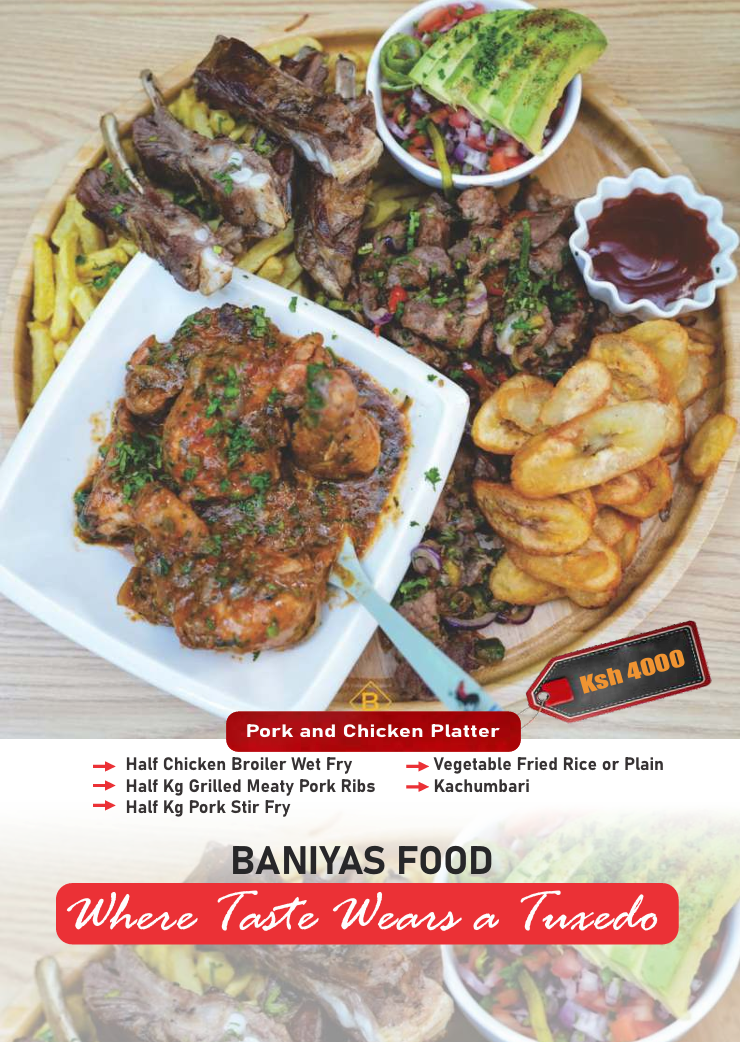 Ksh 4000
B
Pork and Chicken Platter
Half Chicken Broiler Wet Fry
Half Kg Grilled Meaty Pork Ribs
Half Kg Pork Stir Fry
Vegetable Fried Rice or Plain
Kachumbari
BANIYAS FOOD
Where Taste Wears a Tuxedo